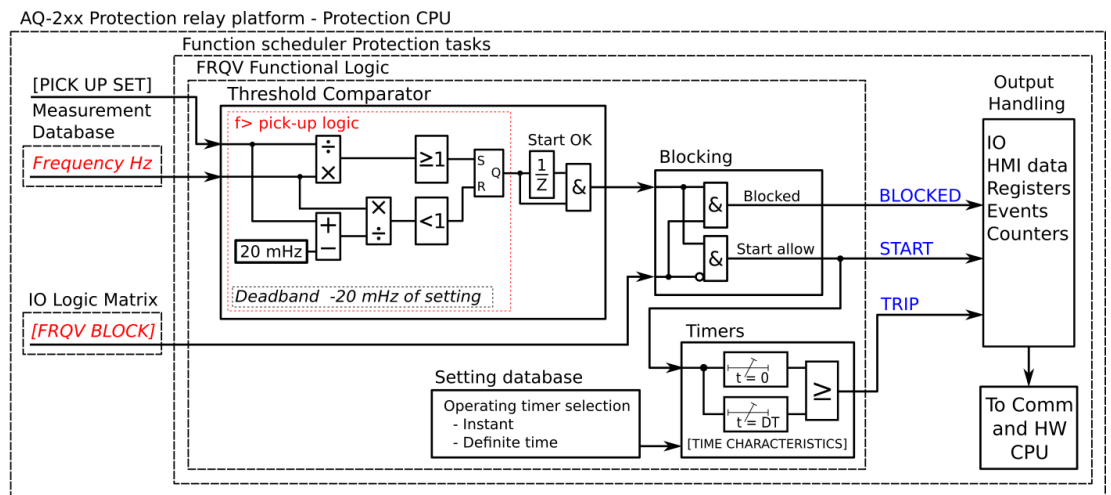 AQ-2xx Protection relay platform - Protection CPU
Function scheduler Protection tasks
FRQV Functional Logic
[PICK UP SET]
Measurement
Database
Frequency Hz
IO Logic Matrix
[FRQV BLOCK]
Threshold Comparator
f> pick-up logic
÷
×
≥1
S
R
Q
Start OK
1
Z
&
+
−
20 mHz
×
÷
<1
Deadband -20 mHz of setting
Blocking
&
Blocked
&
Start allow
BLOCKED
START
TRIP
Timers
t = 0
t = DT
≥
[TIME CHARACTERISTICS]
Setting database
Operating timer selection
- Instant
- Definite time
Output
Handling
IO
HMI data
Registers
Events
Counters
To Comm
and HW
CPU